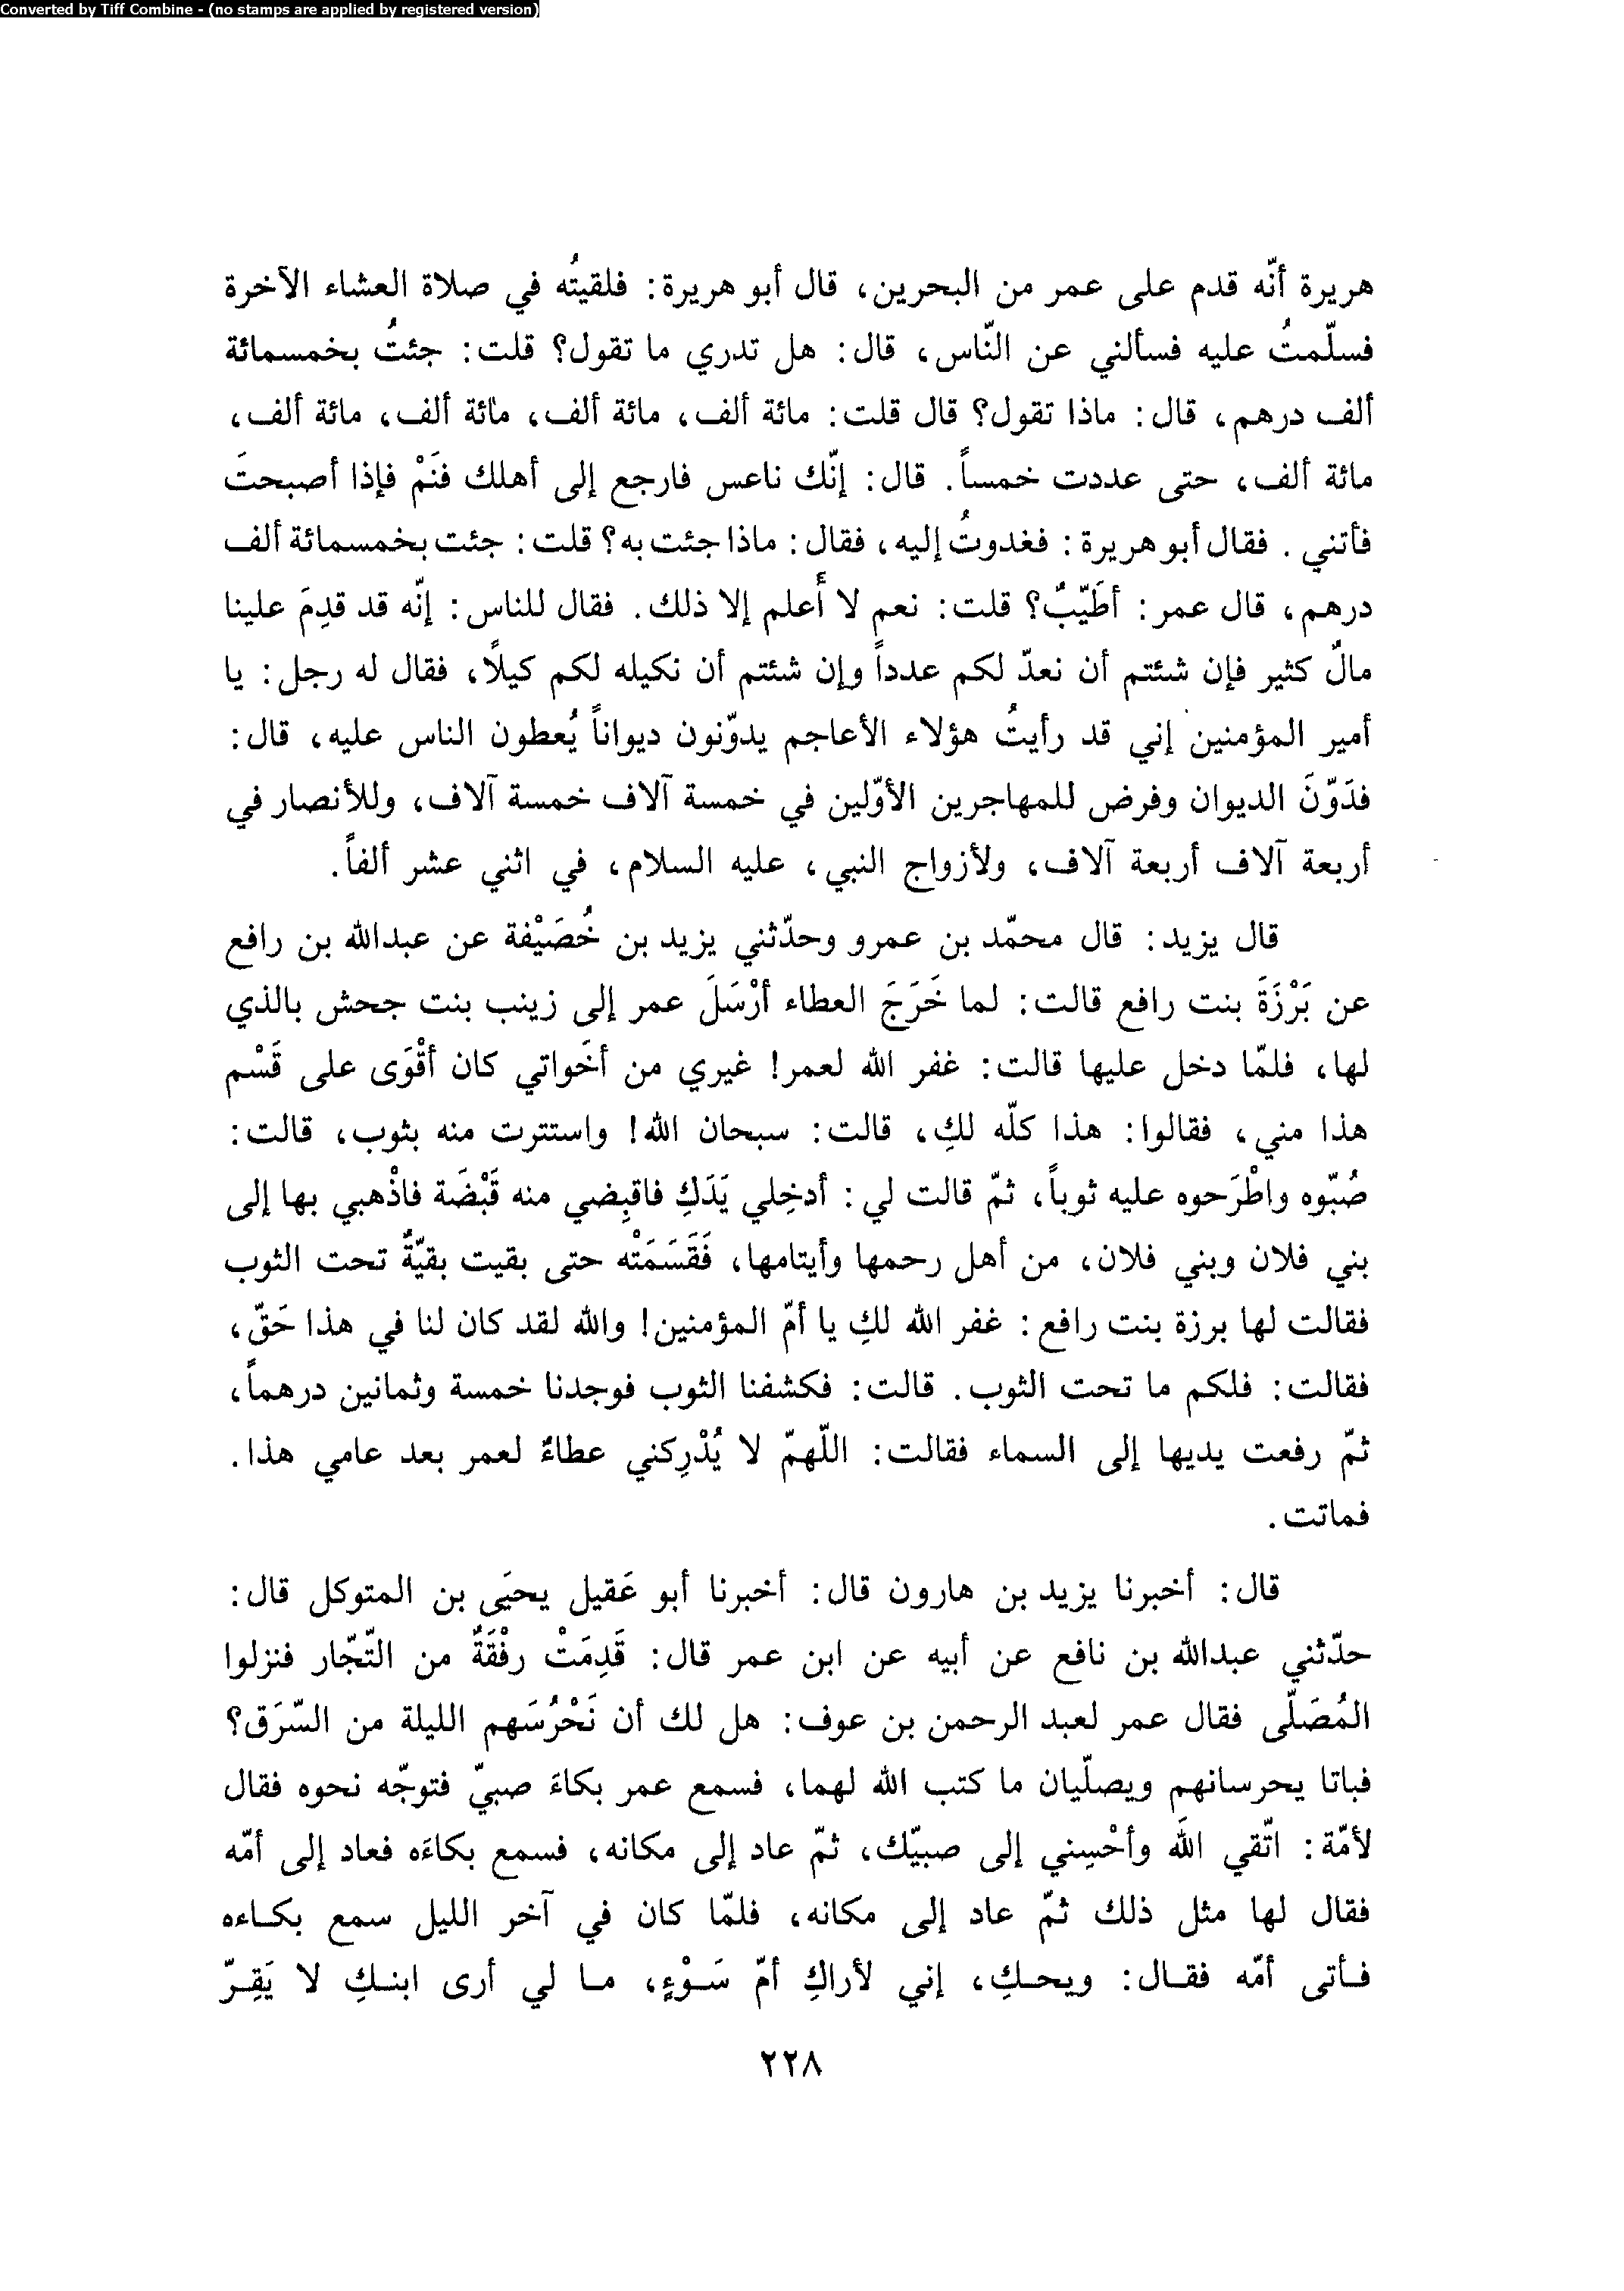 Converted by Tiff Combine - (no stamps are applied by registered version)
هريرة أنّه قدم على عمر من البحرين، قال أبو هريرة: فلقيتُه في صلاة العشاء الآخرة
فسلّمتُ عليه فسألني عن النّاس، قال: هل تدري ما تقول؟ قلت: جئتُ بخمسمائة
ألف درهم، قال: ماذا تقول؟ قال قلت: مائة ألف، مائة ألف، مائة ألف، مائة ألف،
مائة ألف، حتى عددت خمساً. قال: إنّك ناعس فارجع إلى أهلك فنَمْ فإذا أصبحتَ
فأتني. فقال أبو هريرة: فغدوتُ إليه، فقال: ماذا جئت به؟ قلت: جئت بخمسمائة ألف
درهم، قال عمر: أطَيّبٌ؟ قلت: نعم لا أَعلم إلا ذلك. فقال للناس: إنّه قد قدِمَ علينا
مالٌ كثير فإن شئتم أن نعدّ لكم عدداً وإن شئتم أن نكيله لكم كيلاً، فقال له رجل: يا
أمير المؤمنين إني قد رأيتُ هؤلاء الأعاجم يدوّنون ديواناً يُعطون الناس عليه، قال:
فدَوّنَ الديوان وفرض للمهاجرين الأوّلين في خمسة آلاف خمسة آلاف، وللأنصار في
أربعة آلاف أربعة آلاف، ولأزواج النبي، عليه السلام، في اثني عشر ألفاً.
قال يزيد: قال محمّد بن عمرو وحدّثني يزيد بن خُصَيْفة عن عبدالله بن رافع
عن بَرْزَةَ بنت رافع قالت: لما خَرَجَ العطاء أرْسَلَ عمر إلى زينب بنت جحش بالذي
لها، فلمّا دخل عليها قالت: غفر الله لعمر! غيري من أخَواتي كان أقْوَى على قَسْم
هذا مني، فقالوا: هذا كلّه لكِ، قالت: سبحان الله! واستترت منه بثوب، قالت:
صُبّوه واطْرَحوه عليه ثوباً، ثمّ قالت لي: أدخِلي يَدَكِ فاقبِضي منه قَبْضَة فاذْهبي بها إلى
بني فلان وبني فلان، من أهل رحمها وأيتامها، فَقَسَمَتْه حتى بقيت بقيّةٌ تحت الثوب
فقالت لها برزة بنت رافع: غفر الله لكِ يا أمّ المؤمنين! والله لقد كان لنا في هذا حَقّ،
فقالت: فلكم ما تحت الثوب. قالت: فكشفنا الثوب فوجدنا خمسة وثمانين درهماً،
ثمّ رفعت يديها إلى السماء فقالت: اللّهمّ لا يُدْرِكني عطاءٌ لعمر بعد عامي هذا.
فماتت.
قال: أخبرنا يزيد بن هارون قال: أخبرنا أبو عَقيل يحيَى بن المتوكل قال:
حدّثني عبدالله بن نافع عن أبيه عن ابن عمر قال: قَدِمَتْ رفْقَةٌ من التّجّار فنزلوا
المُصَلّى فقال عمر لعبد الرحمن بن عوف: هل لك أن نَحْرُسَهم الليلة من السّرَق؟
فباتا يحرسانهم ويصلّيان ما كتب الله لهما، فسمع عمر بكاءَ صبيّ فتوجّه نحوه فقال
لأمّة: اتّقي اللَه وأحْسِني إلى صبيّك، ثمّ عاد إلى مكانه، فسمع بكاءَه فعاد إلى أمّه
فقال لها مثل ذلك ثمّ عاد إلى مكانه، فلمّا كان في آخر الليل سمع بكاءه
فأتى أمّه فقال: ويحكِ، إني لأراكِ أمّ سَوْءٍ، ما لي أرى ابنكِ لا يَقِرّ
٢٢٨